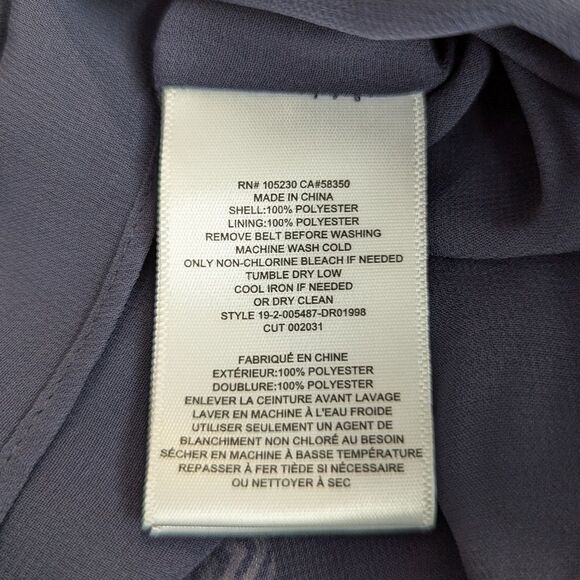 RN# 105230 CA#58350
MADE IN CHINA
SHELL:100% POLYESTER
LINING:100% POLYESTER
REMOVE BELT BEFORE WASHING
MACHINE WASH COLD
ONLY NON-CHLORINE BLEACH IF NEEDED
TUMBLE DRY LOW
COOL IRON IF NEEDED
OR DRY CLEAN
STYLE 19-2-005487-DR01998
CUT 002031
FABRIQUÉ EN CHINE
EXTÉRIEUR:100% POLYESTER
DOUBLURE:100% POLYESTER
ENLEVER LA CEINTURE AVANT LAVAGE
LAVER EN MACHINE À L'EAU FROIDE
UTILISER SEULEMENT UN AGENT DE
BLANCHIMENT NON CHLORÉ AU BESOIN
SÉCHER EN MACHINE À BASSE TEMPÉRATURE
REPASSER À FER TIÈDE SI NÉCESSAIRE
OU NETTOYER À SEC